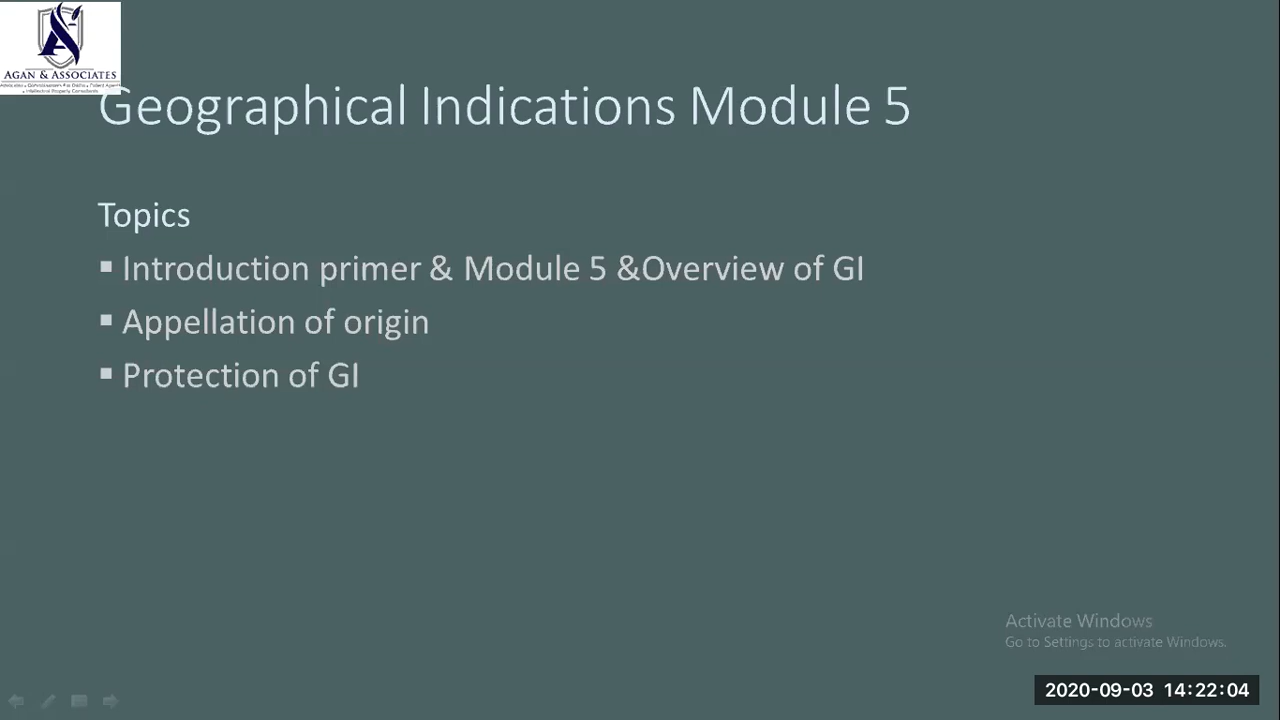 AGAN & ASSOCIATES
Geographical Indications Module 5
Topics
▪ Introduction primer & Module 5 &Overview of GI
▪ Appellation of origin
▪ Protection of GI
Activate Windows
Go to Settings to activate Windows.
2020-09-03 14:22:04